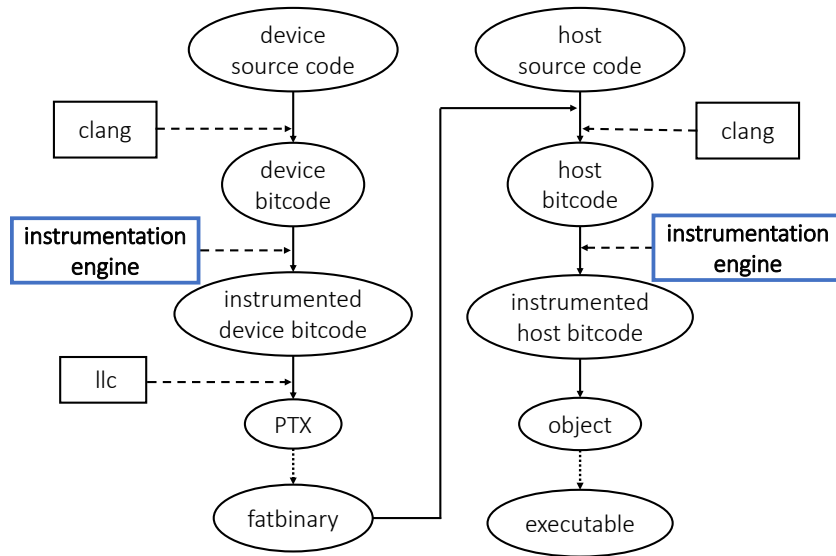 device
source code
clang
device
bitcode
instrumentation
engine
instrumented
device bitcode
llc
PTX
fatbinary
host
source code
clang
host
bitcode
instrumentation
engine
instrumented
host bitcode
object
executable